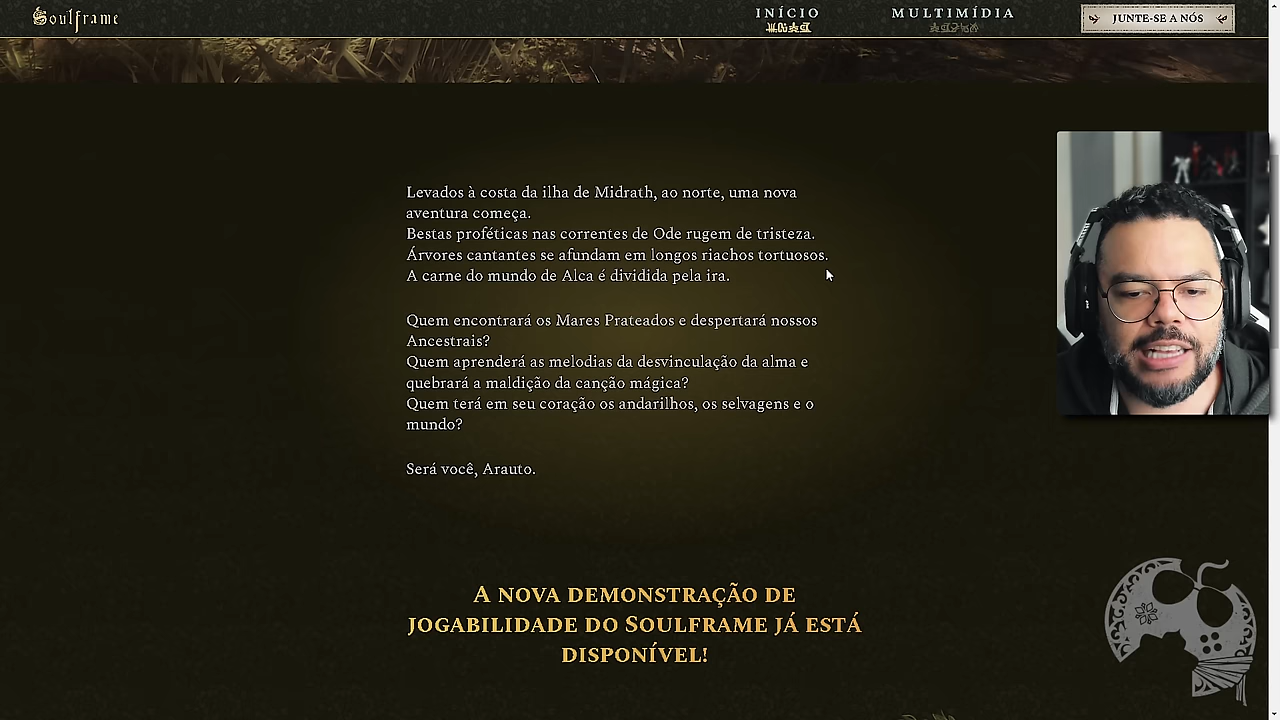 Soulframe
INÍCIO
MULTIMÍDIA
JUNTE-SE A NÓS
Levados à costa da ilha de Midrath, ao norte, uma nova
aventura começa.
Bestas proféticas nas correntes de Ode rugem de tristeza.
Árvores cantantes se afundam em longos riachos tortuosos.
A carne do mundo de Alca é dividida pela ira.
Quem encontrará os Mares Prateados e despertará nossos
Ancestrais?
Quem aprenderá as melodias da desvinculação da alma e
quebrará a maldição da canção mágica?
Quem terá em seu coração os andarilhos, os selvagens e o
mundo?
Será você, Arauto.
A NOVA DEMONSTRAÇÃO DE
JOGABILIDADE DO SOULFRAME JÁ ESTÁ
DISPONÍVEL!